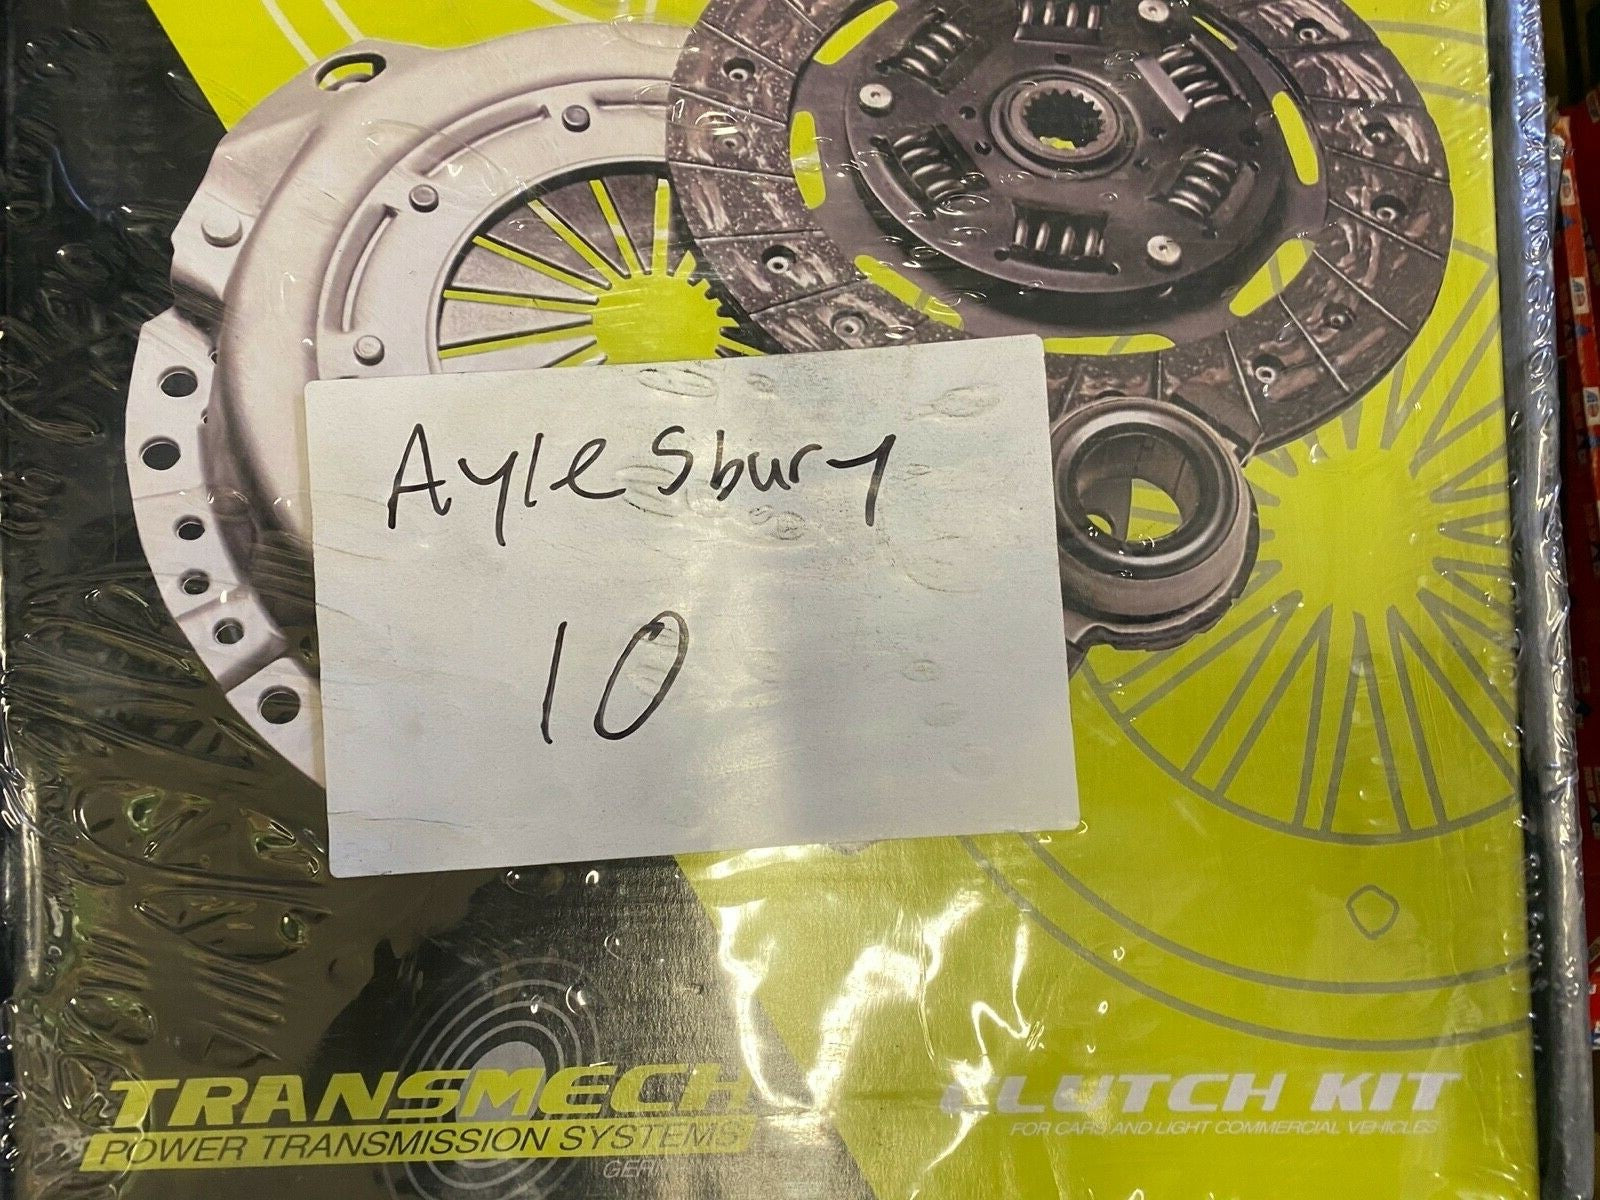 Aylesbury
10
TRANSMECH
POWER TRANSMISSION SYSTEMS
CLUTCH KIT
FOR CARS AND LIGHT COMMERCIAL VEHICLES